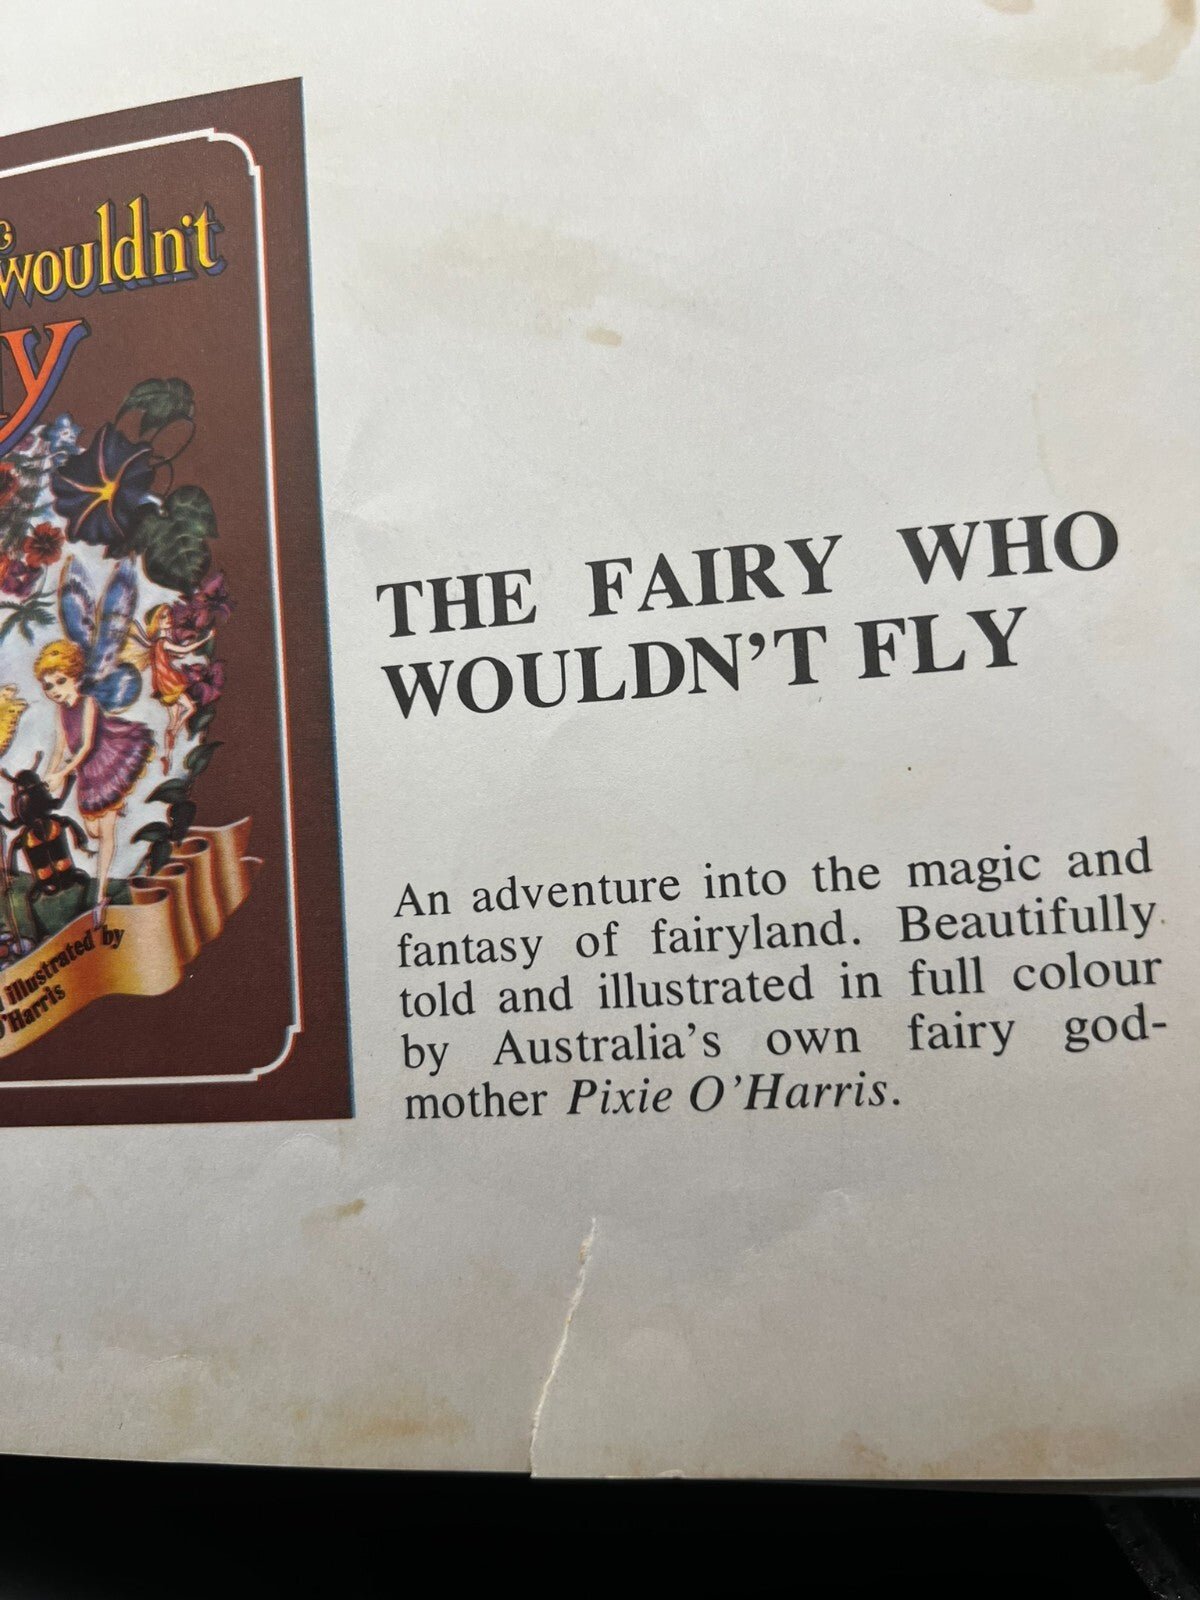 wouldn't
y
THE FAIRY WHO
WOULDN'T FLY
An adventure into the magic and
fantasy of fairyland. Beautifully
told and illustrated in full colour
by Australia's own fairy god-
mother Pixie O'Harris.
illustrated by
O'Harris